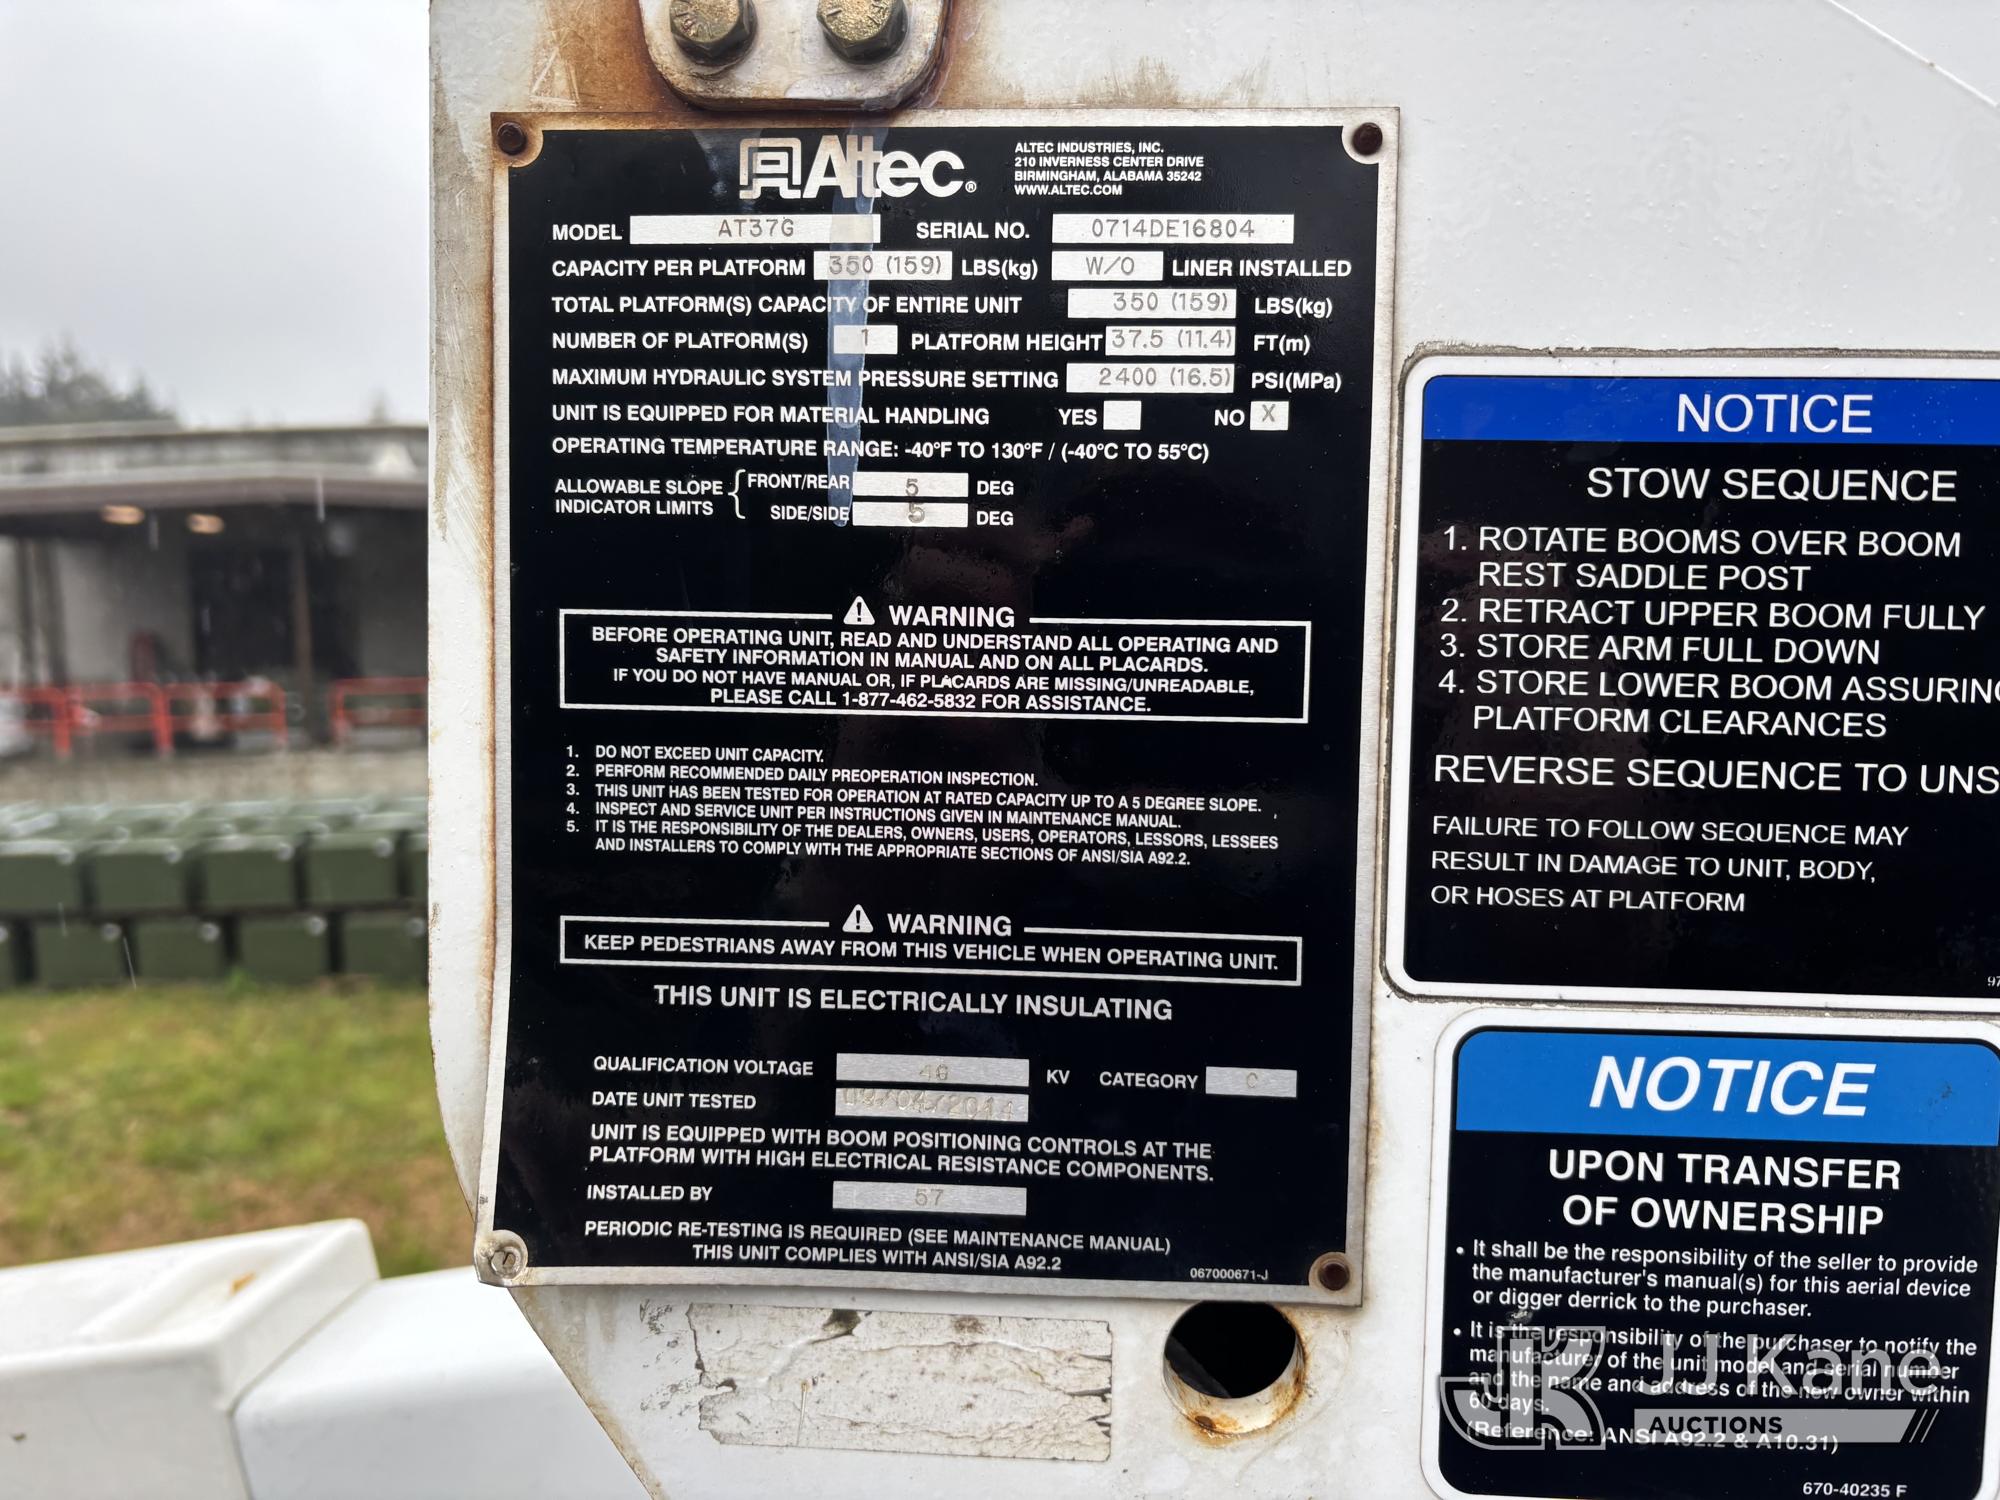 Altec®
ALTEC INDUSTRIES, INC.
210 INVERNESS CENTER DRIVE
BIRMINGHAM, ALABAMA 35242
WWW.ALTEC.COM
MODEL AT37G SERIAL NO. 0714DE16804
CAPACITY PER PLATFORM 350 (159) LBS(kg) W/O LINER INSTALLED
TOTAL PLATFORM(S) CAPACITY OF ENTIRE UNIT 350 (159) LBS(kg)
NUMBER OF PLATFORM(S) 1 PLATFORM HEIGHT 37.5 (11.4) FT(m)
MAXIMUM HYDRAULIC SYSTEM PRESSURE SETTING 2400 (16.5) PSI(MPa)
UNIT IS EQUIPPED FOR MATERIAL HANDLING YES NO X
OPERATING TEMPERATURE RANGE: -40°F TO 130°F / (-40°C TO 55°C)
ALLOWABLE SLOPE INDICATOR LIMITS
FRONT/REAR 5 DEG
SIDE/SIDE 5 DEG
⚠ WARNING
BEFORE OPERATING UNIT, READ AND UNDERSTAND ALL OPERATING AND
SAFETY INFORMATION IN MANUAL AND ON ALL PLACARDS.
IF YOU DO NOT HAVE MANUAL OR, IF PLACARDS ARE MISSING/UNREADABLE,
PLEASE CALL 1-877-462-5832 FOR ASSISTANCE.
1. DO NOT EXCEED UNIT CAPACITY.
2. PERFORM RECOMMENDED DAILY PREOPERATION INSPECTION.
3. THIS UNIT HAS BEEN TESTED FOR OPERATION AT RATED CAPACITY UP TO A 5 DEGREE SLOPE.
4. INSPECT AND SERVICE UNIT PER INSTRUCTIONS GIVEN IN MAINTENANCE MANUAL.
5. IT IS THE RESPONSIBILITY OF THE DEALERS, OWNERS, USERS, OPERATORS, LESSORS, LESSEES
AND INSTALLERS TO COMPLY WITH THE APPROPRIATE SECTIONS OF ANSI/SIA A92.2.
⚠ WARNING
KEEP PEDESTRIANS AWAY FROM THIS VEHICLE WHEN OPERATING UNIT.
THIS UNIT IS ELECTRICALLY INSULATING
QUALIFICATION VOLTAGE 46 KV CATEGORY C
DATE UNIT TESTED 09/04/2014
UNIT IS EQUIPPED WITH BOOM POSITIONING CONTROLS AT THE
PLATFORM WITH HIGH ELECTRICAL RESISTANCE COMPONENTS.
INSTALLED BY 57
PERIODIC RE-TESTING IS REQUIRED (SEE MAINTENANCE MANUAL)
THIS UNIT COMPLIES WITH ANSI/SIA A92.2
067000671-J
NOTICE
STOW SEQUENCE
1. ROTATE BOOMS OVER BOOM
REST SADDLE POST
2. RETRACT UPPER BOOM FULLY
3. STORE ARM FULL DOWN
4. STORE LOWER BOOM ASSURING
PLATFORM CLEARANCES
REVERSE SEQUENCE TO UNS
FAILURE TO FOLLOW SEQUENCE MAY
RESULT IN DAMAGE TO UNIT, BODY,
OR HOSES AT PLATFORM
97
NOTICE
UPON TRANSFER
OF OWNERSHIP
• It shall be the responsibility of the seller to provide
the manufacturer's manual(s) for this aerial device
or digger derrick to the purchaser.
• It is the responsibility of the purchaser to notify the
manufacturer of the unit model and serial number
and the name and address of the new owner within
60 days.
(Reference: ANSI A92.2 & A10.31)
670-40235 F
JK JJ Kane
AUCTIONS